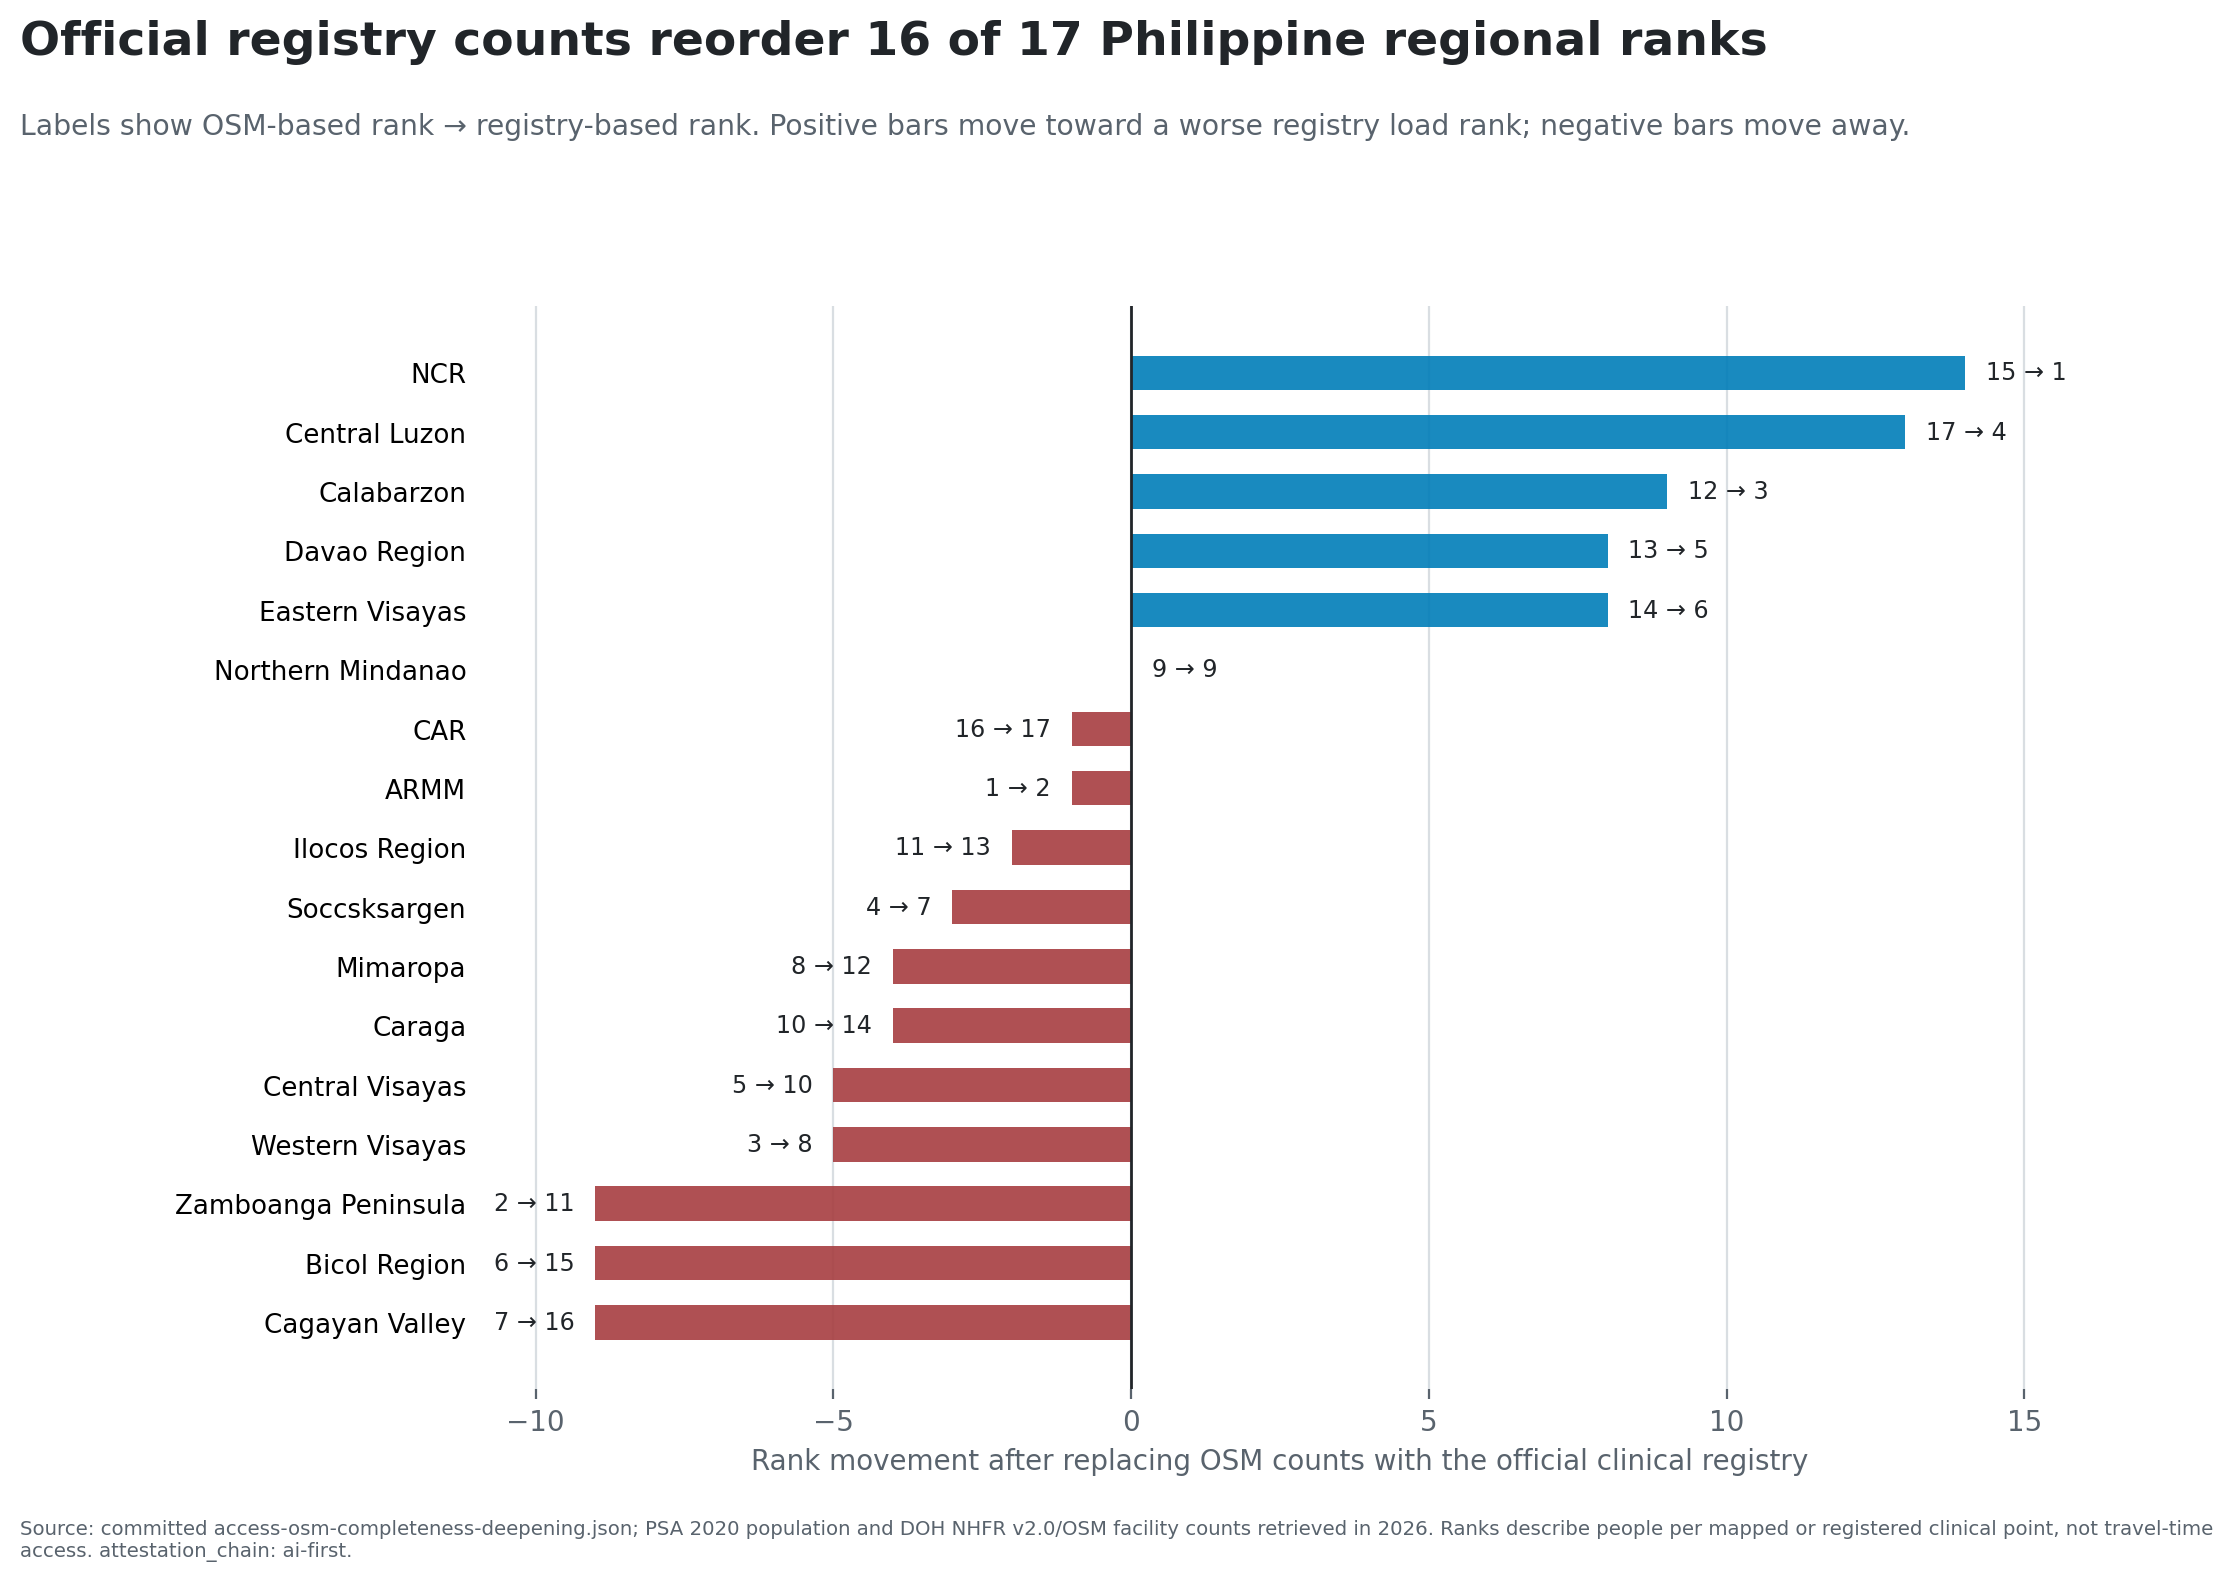 Official registry counts reorder 16 of 17 Philippine regional ranks
Labels show OSM-based rank → registry-based rank. Positive bars move toward a worse registry load rank; negative bars move away.
NCR 15 → 1
Central Luzon 17 → 4
Calabarzon 12 → 3
Davao Region 13 → 5
Eastern Visayas 14 → 6
Northern Mindanao 9 → 9
CAR 16 → 17
ARMM 1 → 2
Ilocos Region 11 → 13
Soccsksargen 4 → 7
Mimaropa 8 → 12
Caraga 10 → 14
Central Visayas 5 → 10
Western Visayas 3 → 8
Zamboanga Peninsula 2 → 11
Bicol Region 6 → 15
Cagayan Valley 7 → 16
−10 −5 0 5 10 15
Rank movement after replacing OSM counts with the official clinical registry
Source: committed access-osm-completeness-deepening.json; PSA 2020 population and DOH NHFR v2.0/OSM facility counts retrieved in 2026. Ranks describe people per mapped or registered clinical point, not travel-time
access. attestation_chain: ai-first.